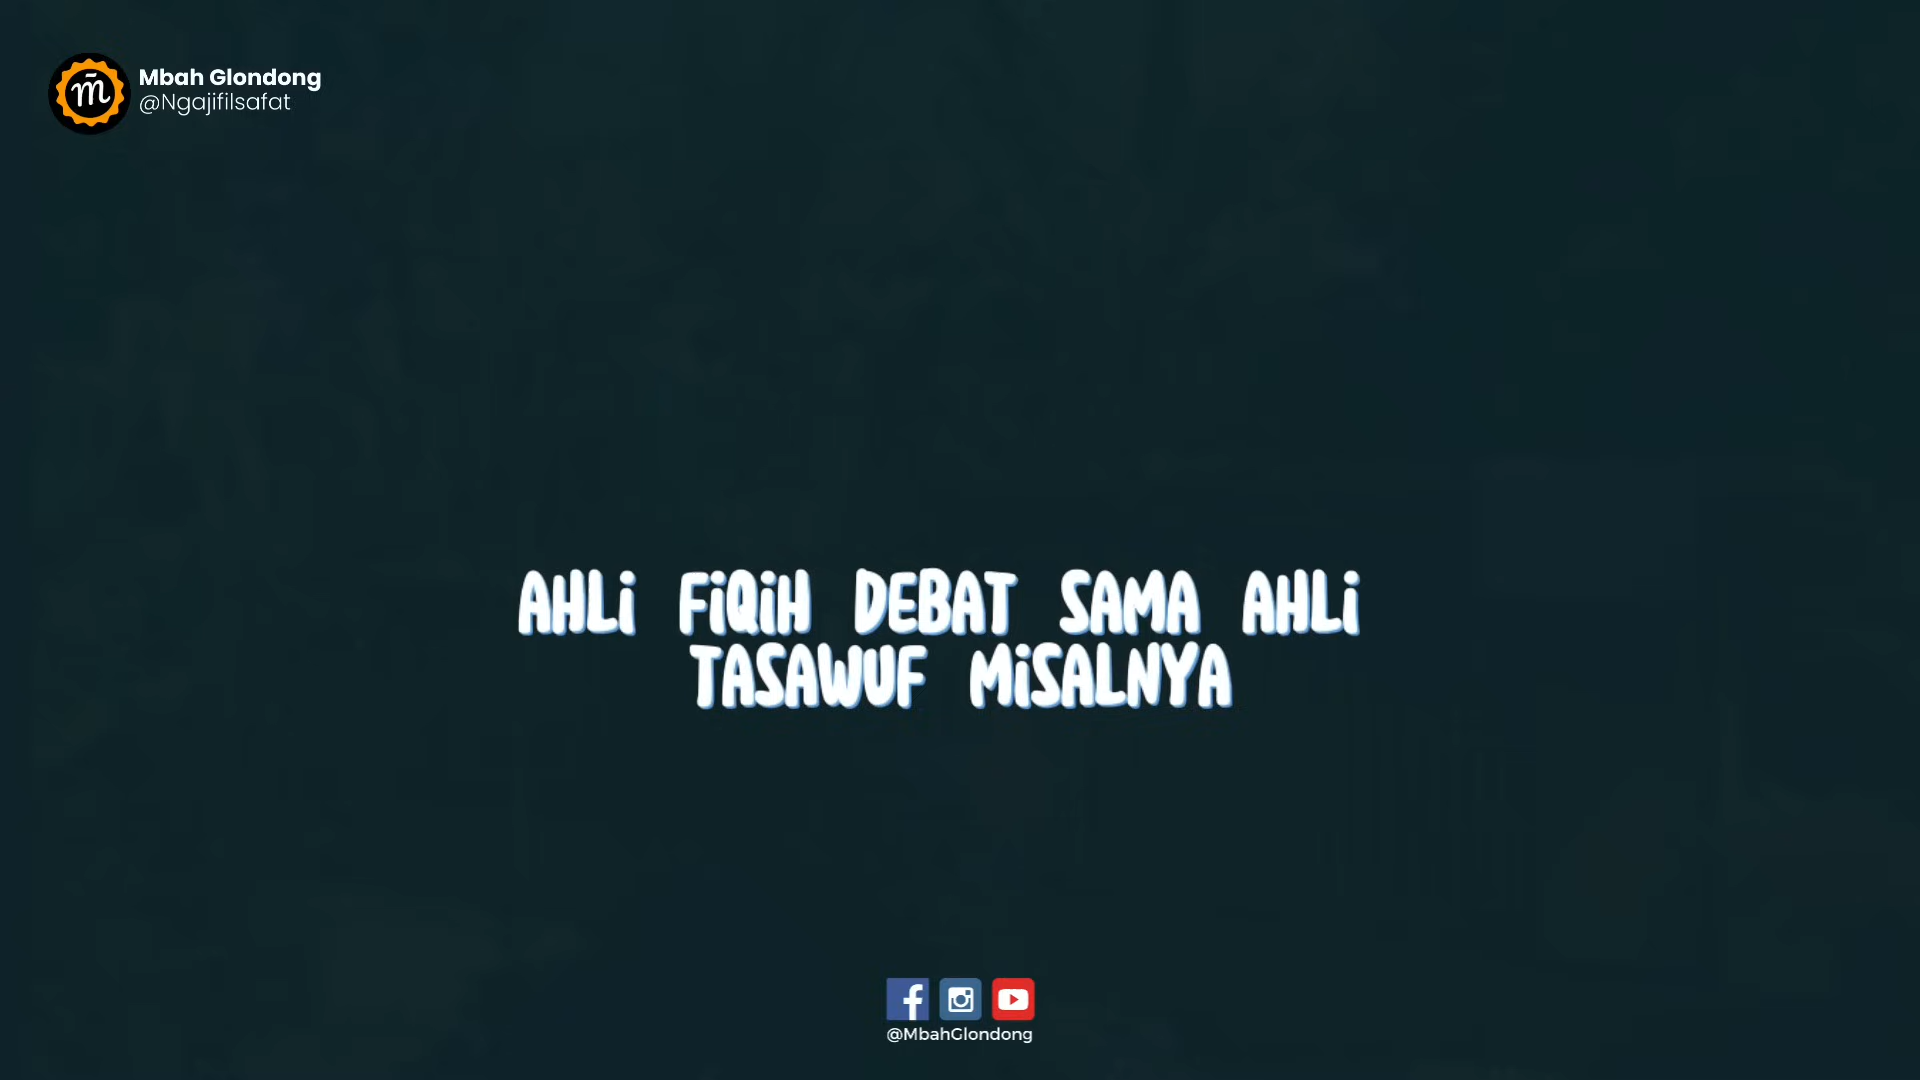 Mbah Glondong
@Ngajifilsafat
AHLi FiQiH DEBAT SAMA AHLi
TASAWUF MiSALNYA
@MbahGlondong